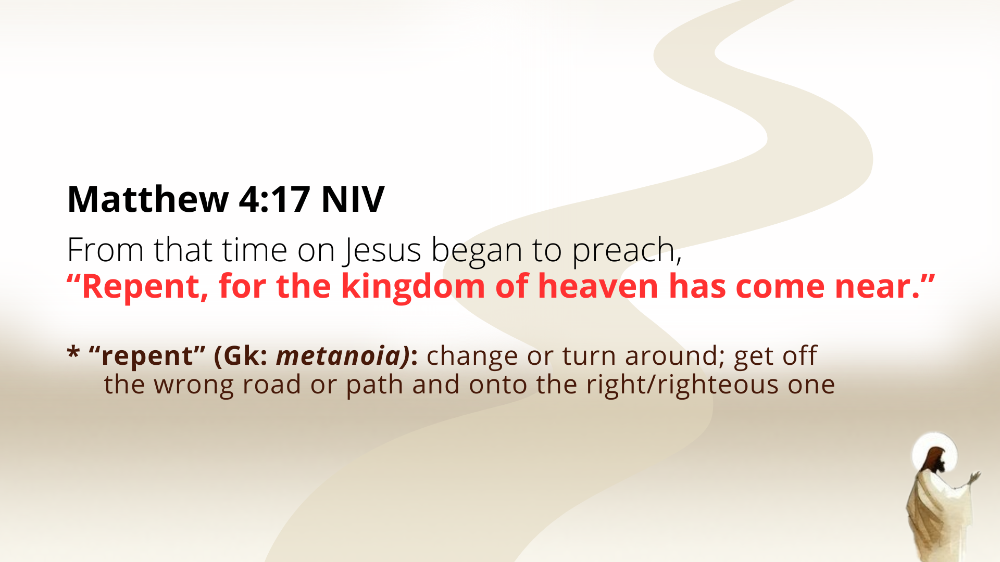 Matthew 4:17 NIV
From that time on Jesus began to preach,
“Repent, for the kingdom of heaven has come near.”
* “repent” (Gk: metanoia): change or turn around; get off
the wrong road or path and onto the right/righteous one